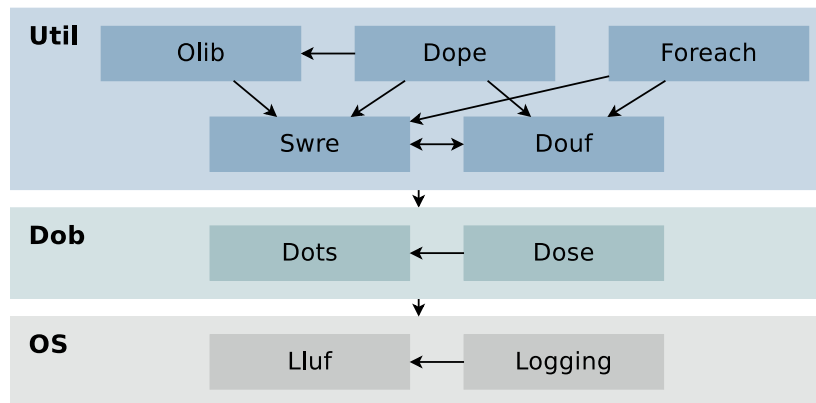 Util
Olib
Dope
Foreach
Swre
Douf
Dob
Dots
Dose
OS
Lluf
Logging